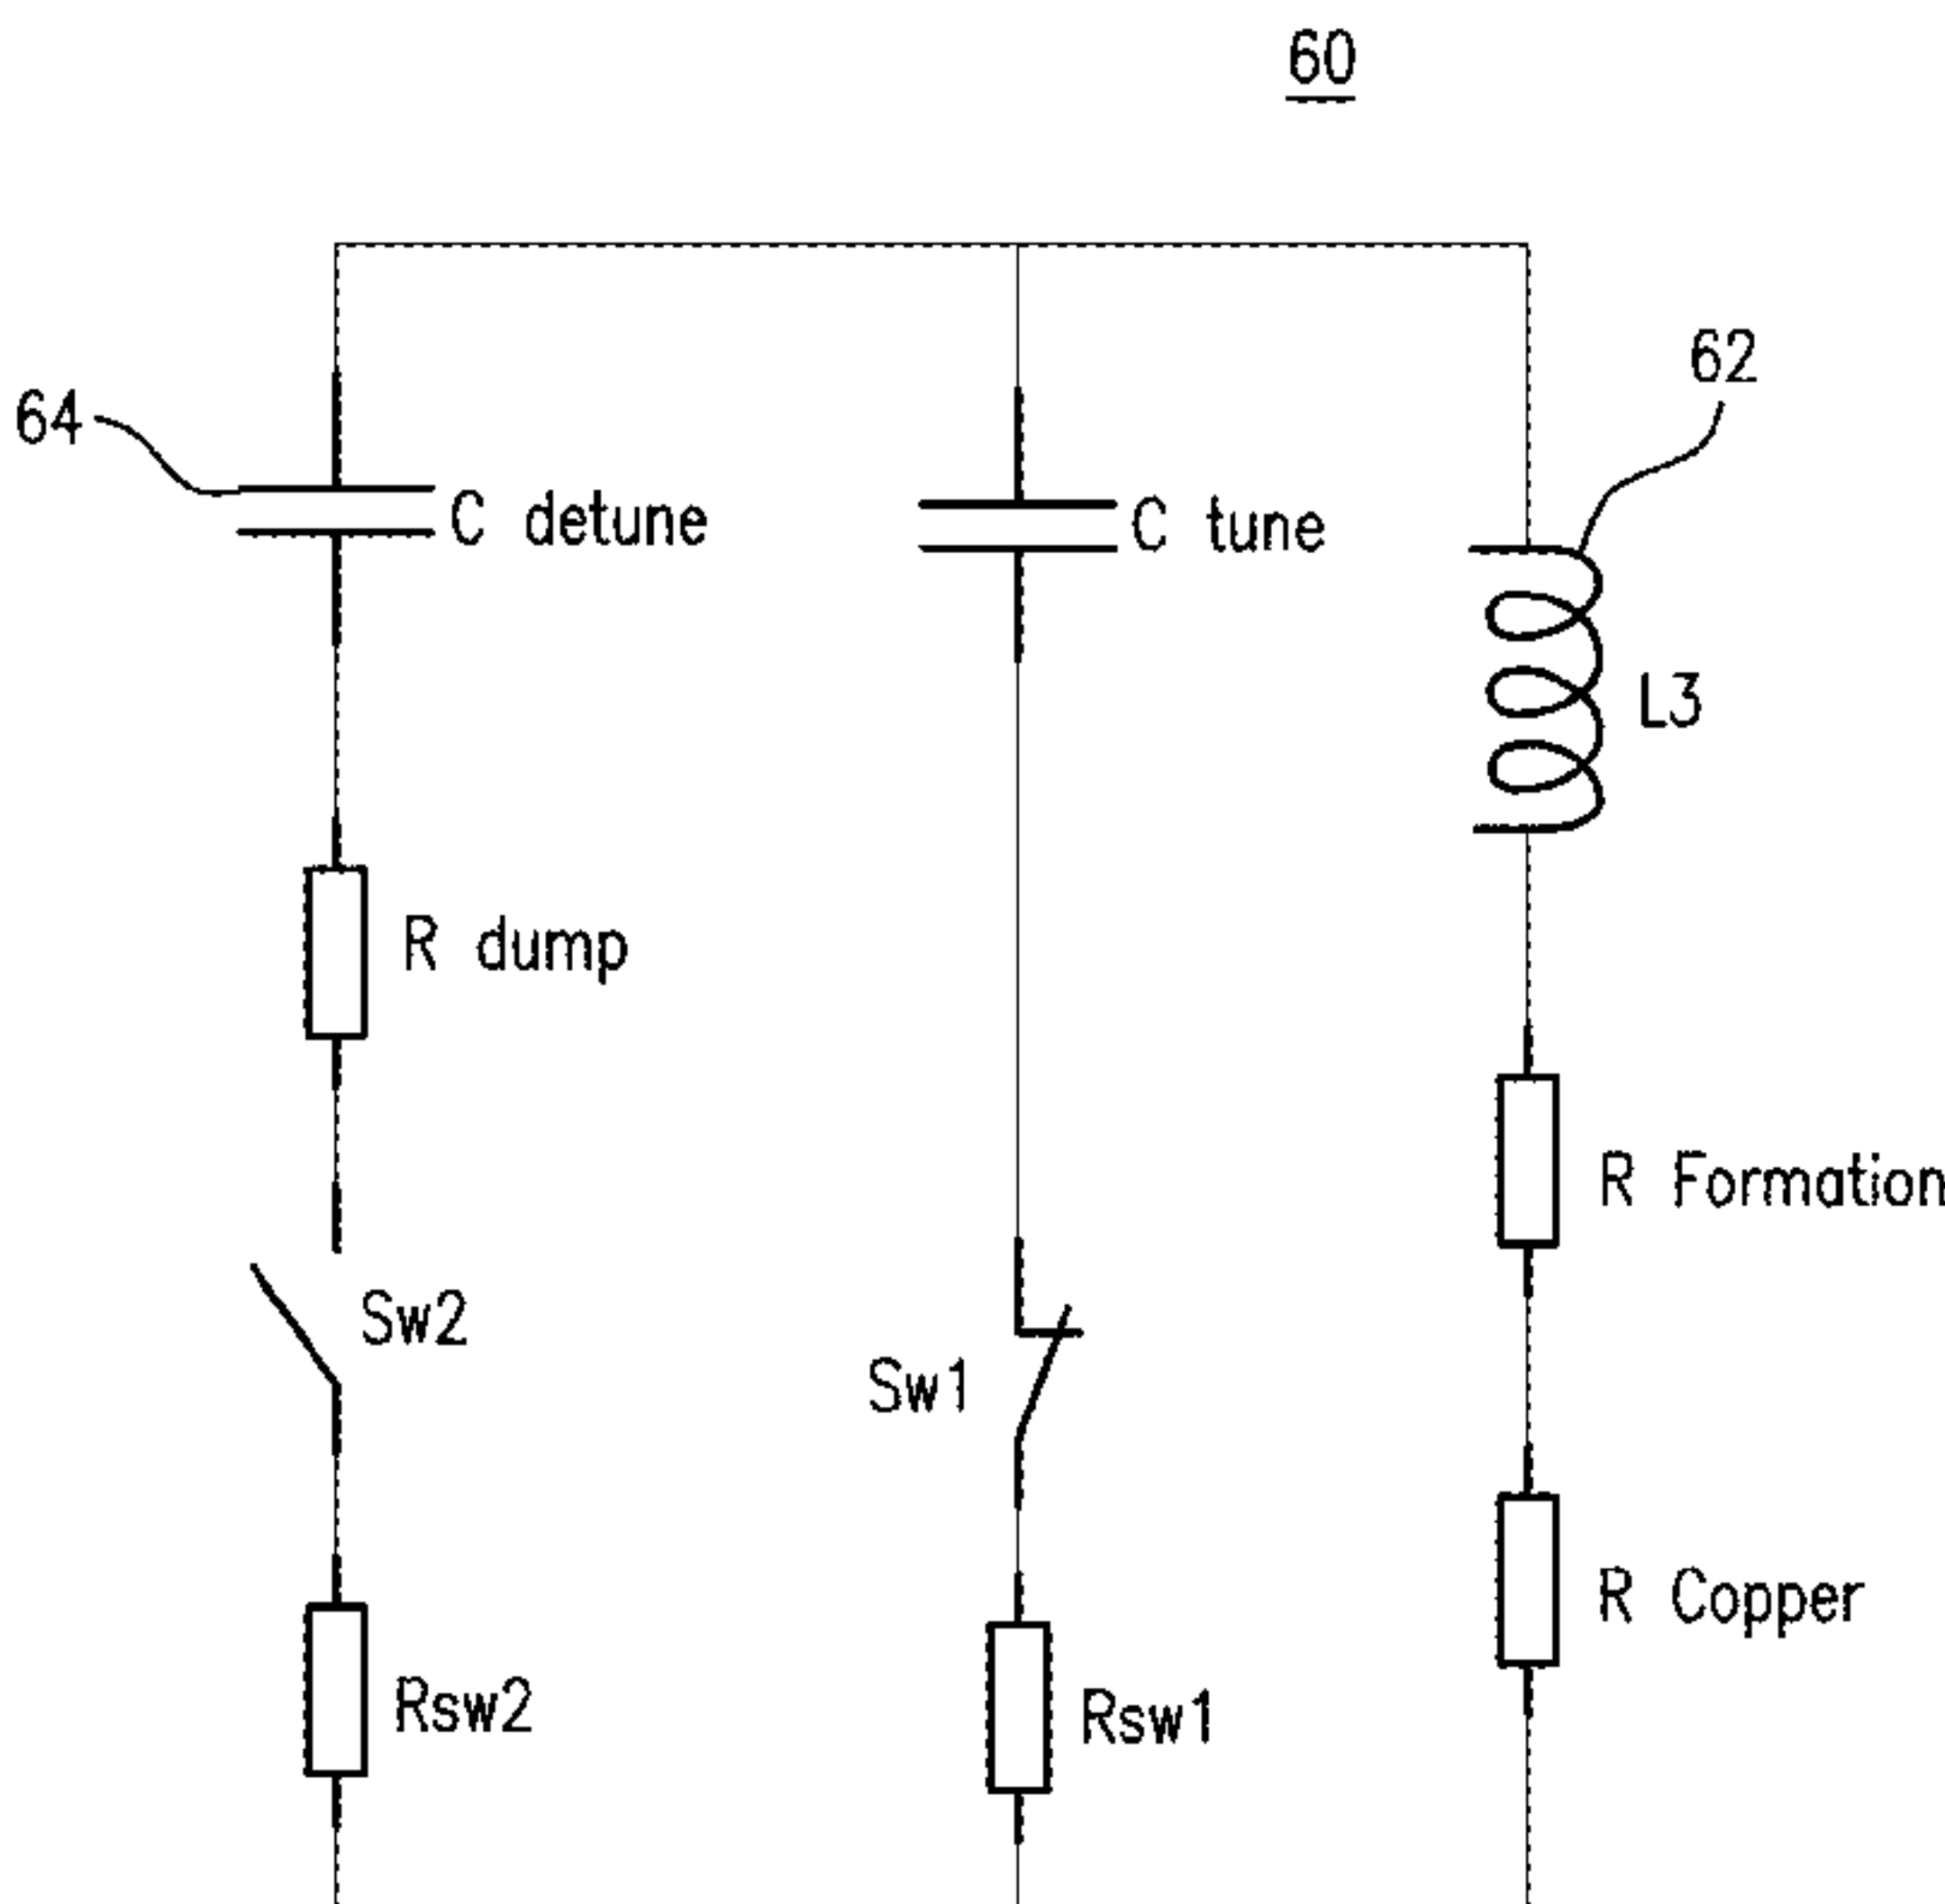 60
62
64
C detune
C tune
L3
R dump
R Formation
Sw2
Sw1
R Copper
Rsw2
Rsw1